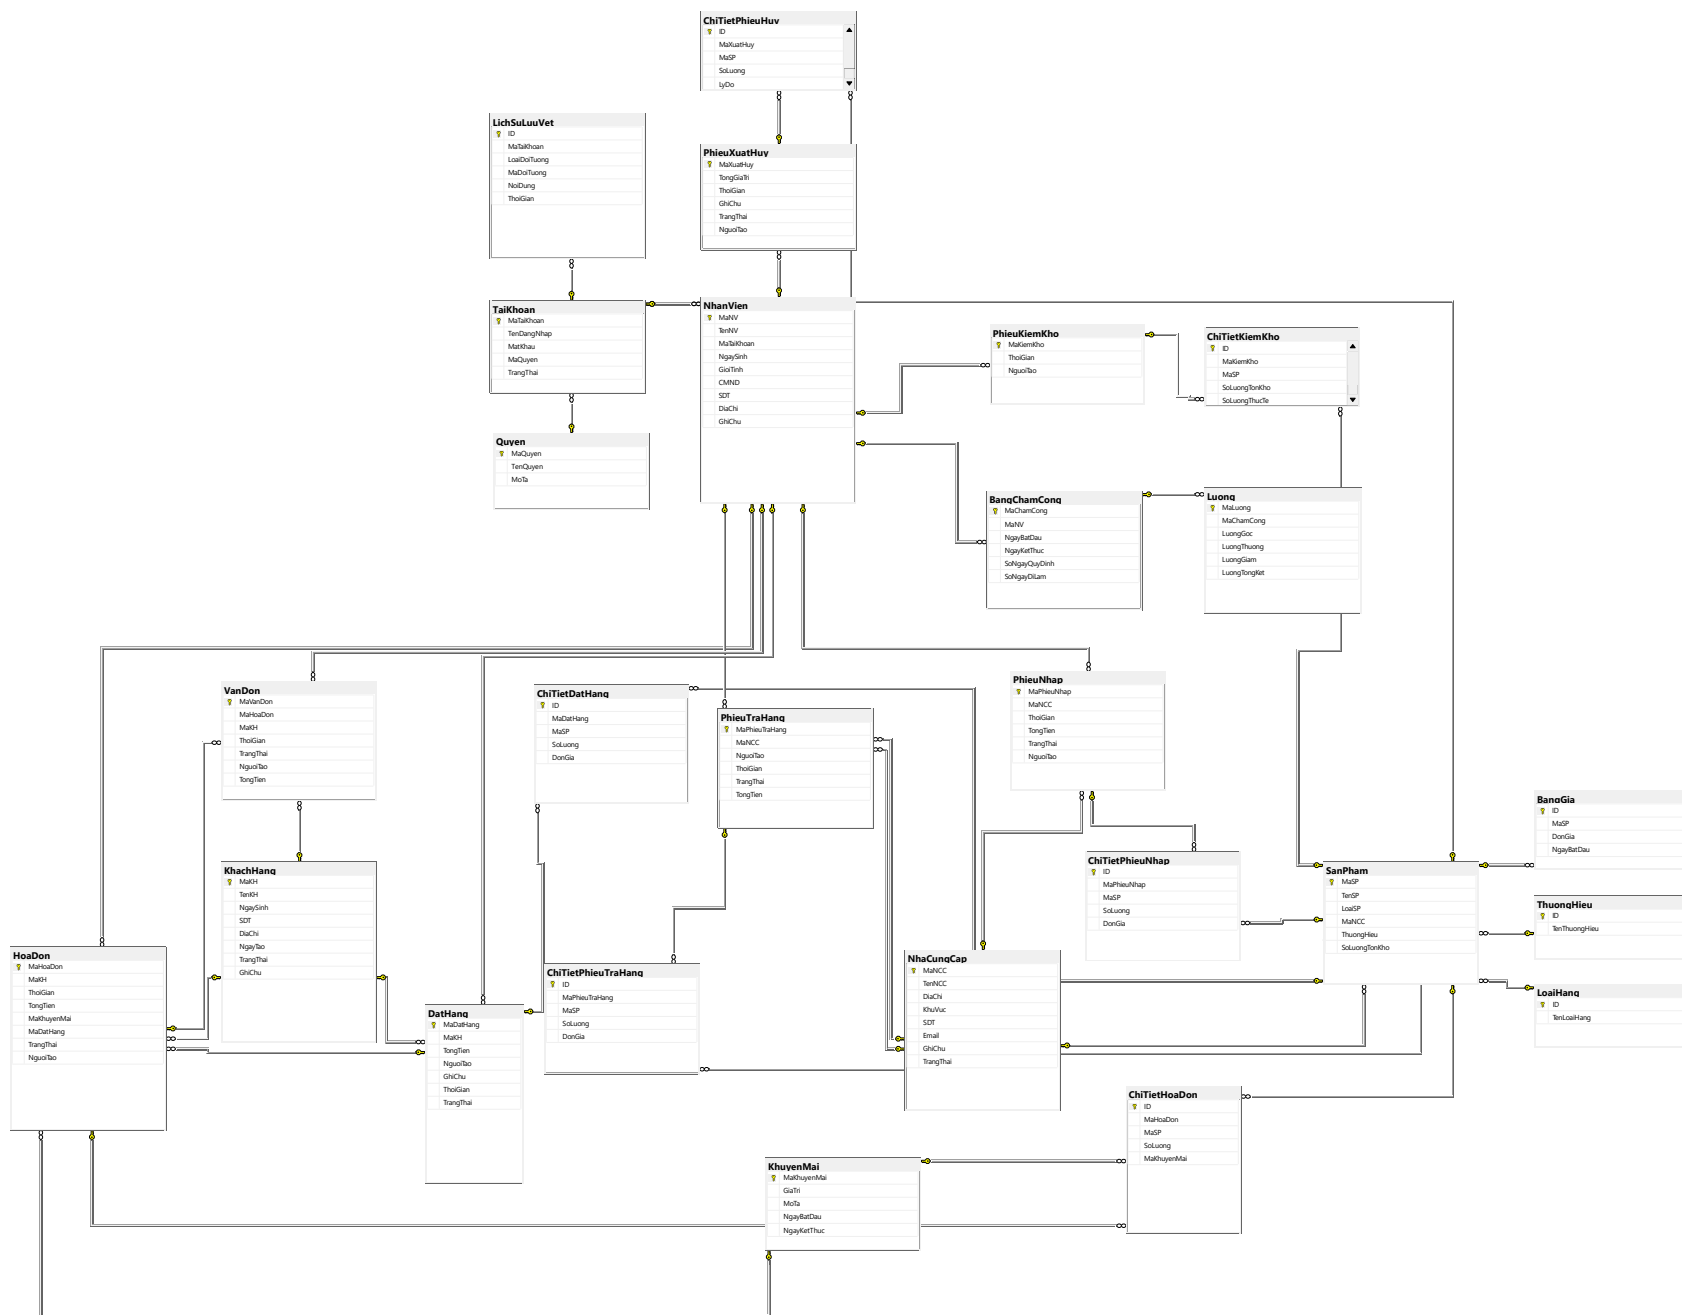 ChiTietPhieuHuy
ID
MaXuatHuy
MaSP
SoLuong
LyDo
LichSuLuuVet
ID
MaTaiKhoan
LoaiDoiTuong
MaDoiTuong
NoiDung
ThoiGian
PhieuXuatHuy
MaXuatHuy
TongGiaTri
ThoiGian
GhiChu
TrangThai
NguoiTao
TaiKhoan
MaTaiKhoan
TenDangNhap
MatKhau
MaQuyen
TrangThai
NhanVien
MaNV
TenNV
MaTaiKhoan
NgaySinh
GioiTinh
CMND
SDT
DiaChi
GhiChu
PhieuKiemKho
MaKiemKho
ThoiGian
NguoiTao
ChiTietKiemKho
ID
MaKiemKho
MaSP
SoLuongTonKho
SoLuongThucTe
Quyen
MaQuyen
TenQuyen
MoTa
BangChamCong
MaChamCong
MaNV
NgayBatDau
NgayKetThuc
SoNgayQuyDinh
SoNgayDiLam
Luong
MaLuong
MaChamCong
LuongGoc
LuongThuong
LuongGiam
LuongTongKet
VanDon
MaVanDon
MaHoaDon
MaKH
ThoiGian
TrangThai
NguoiTao
TongTien
ChiTietDatHang
ID
MaDatHang
MaSP
SoLuong
DonGia
PhieuTraHang
MaPhieuTraHang
MaNCC
NguoiTao
ThoiGian
TrangThai
TongTien
PhieuNhap
MaPhieuNhap
MaNCC
ThoiGian
TongTien
TrangThai
NguoiTao
BangGia
ID
MaSP
DonGia
NgayBatDau
KhachHang
MaKH
TenKH
NgaySinh
SDT
DiaChi
NgayTao
TrangThai
GhiChu
ChiTietPhieuNhap
ID
MaPhieuNhap
MaSP
SoLuong
DonGia
SanPham
MaSP
TenSP
LoaiSP
MaNCC
ThuongHieu
SoLuongTonKho
ThuongHieu
ID
TenThuongHieu
HoaDon
MaHoaDon
MaKH
ThoiGian
TongTien
MaKhuyenMai
MaDatHang
TrangThai
NguoiTao
ChiTietPhieuTraHang
ID
MaPhieuTraHang
MaSP
SoLuong
DonGia
NhaCungCap
MaNCC
TenNCC
DiaChi
KhuVuc
SDT
Email
GhiChu
TrangThai
LoaiHang
ID
TenLoaiHang
DatHang
MaDatHang
MaKH
TongTien
NguoiTao
GhiChu
ThoiGian
TrangThai
ChiTietHoaDon
ID
MaHoaDon
MaSP
SoLuong
MaKhuyenMai
KhuyenMai
MaKhuyenMai
GiaTri
MoTa
NgayBatDau
NgayKetThuc